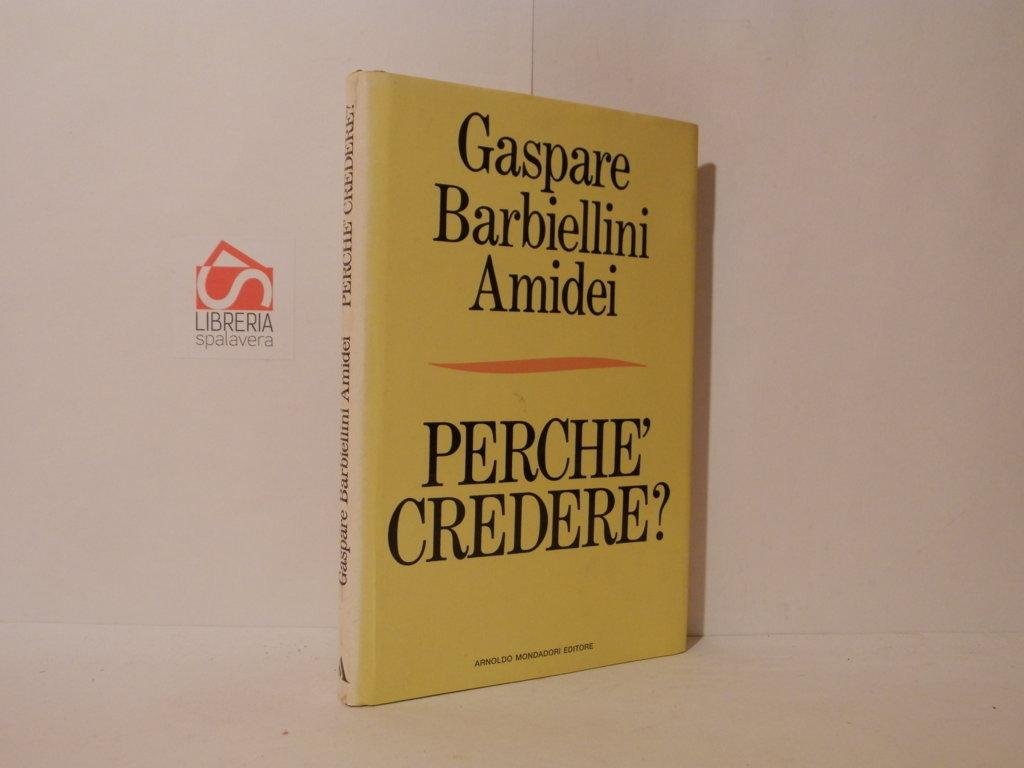 Gaspare
Barbiellini
Amidei
PERCHE'
CREDERE?
ARNOLDO MONDADORI EDITORE
Gaspare Barbiellini Amidei PERCHE' CREDERE?
LIBRERIA
spalavera